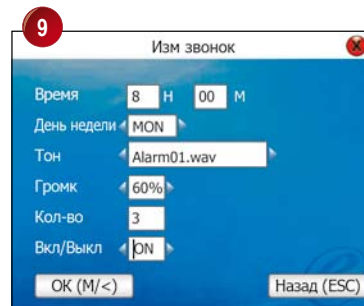 9
Изм звонок
Время 8 H 00 M
День недели MON
Тон Alarm01.wav
Громк 60%
Кол-во 3
Вкл/Выкл ON
OK (M/<) Назад (ESC)